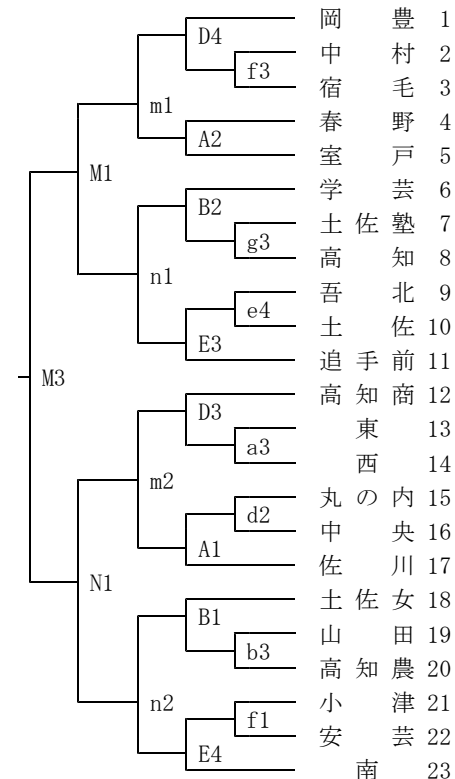 岡豊 1
D4
中村 2
f3
宿毛 3
m1
春野 4
A2
室戸 5
M1
学芸 6
B2
土佐塾 7
g3
高知 8
n1
吾北 9
e4
土佐 10
E3
追手前 11
M3
高知商 12
D3
東 13
a3
西 14
m2
丸の内 15
d2
中央 16
A1
佐川 17
N1
土佐女 18
B1
山田 19
b3
高知農 20
n2
小津 21
f1
安芸 22
E4
南 23